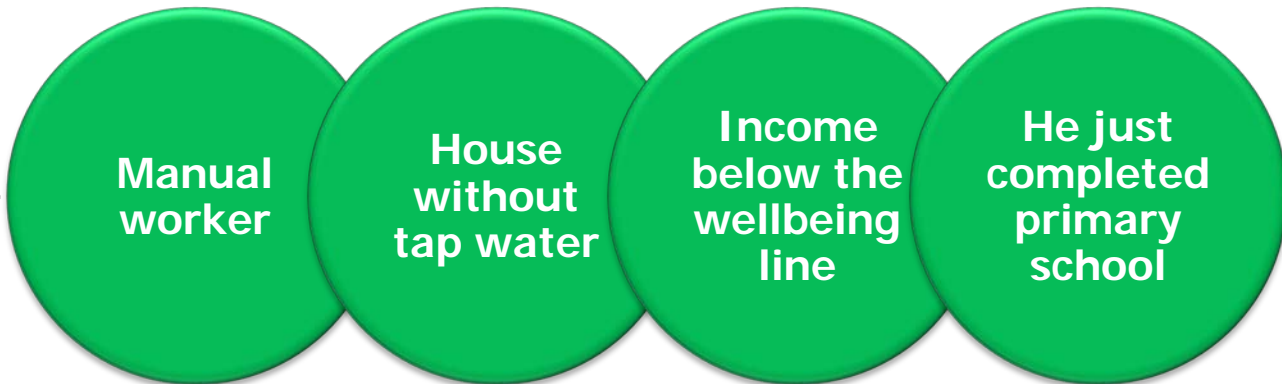 Manual
worker
House
without
tap water
Income
below the
wellbeing
line
He just
completed
primary
school